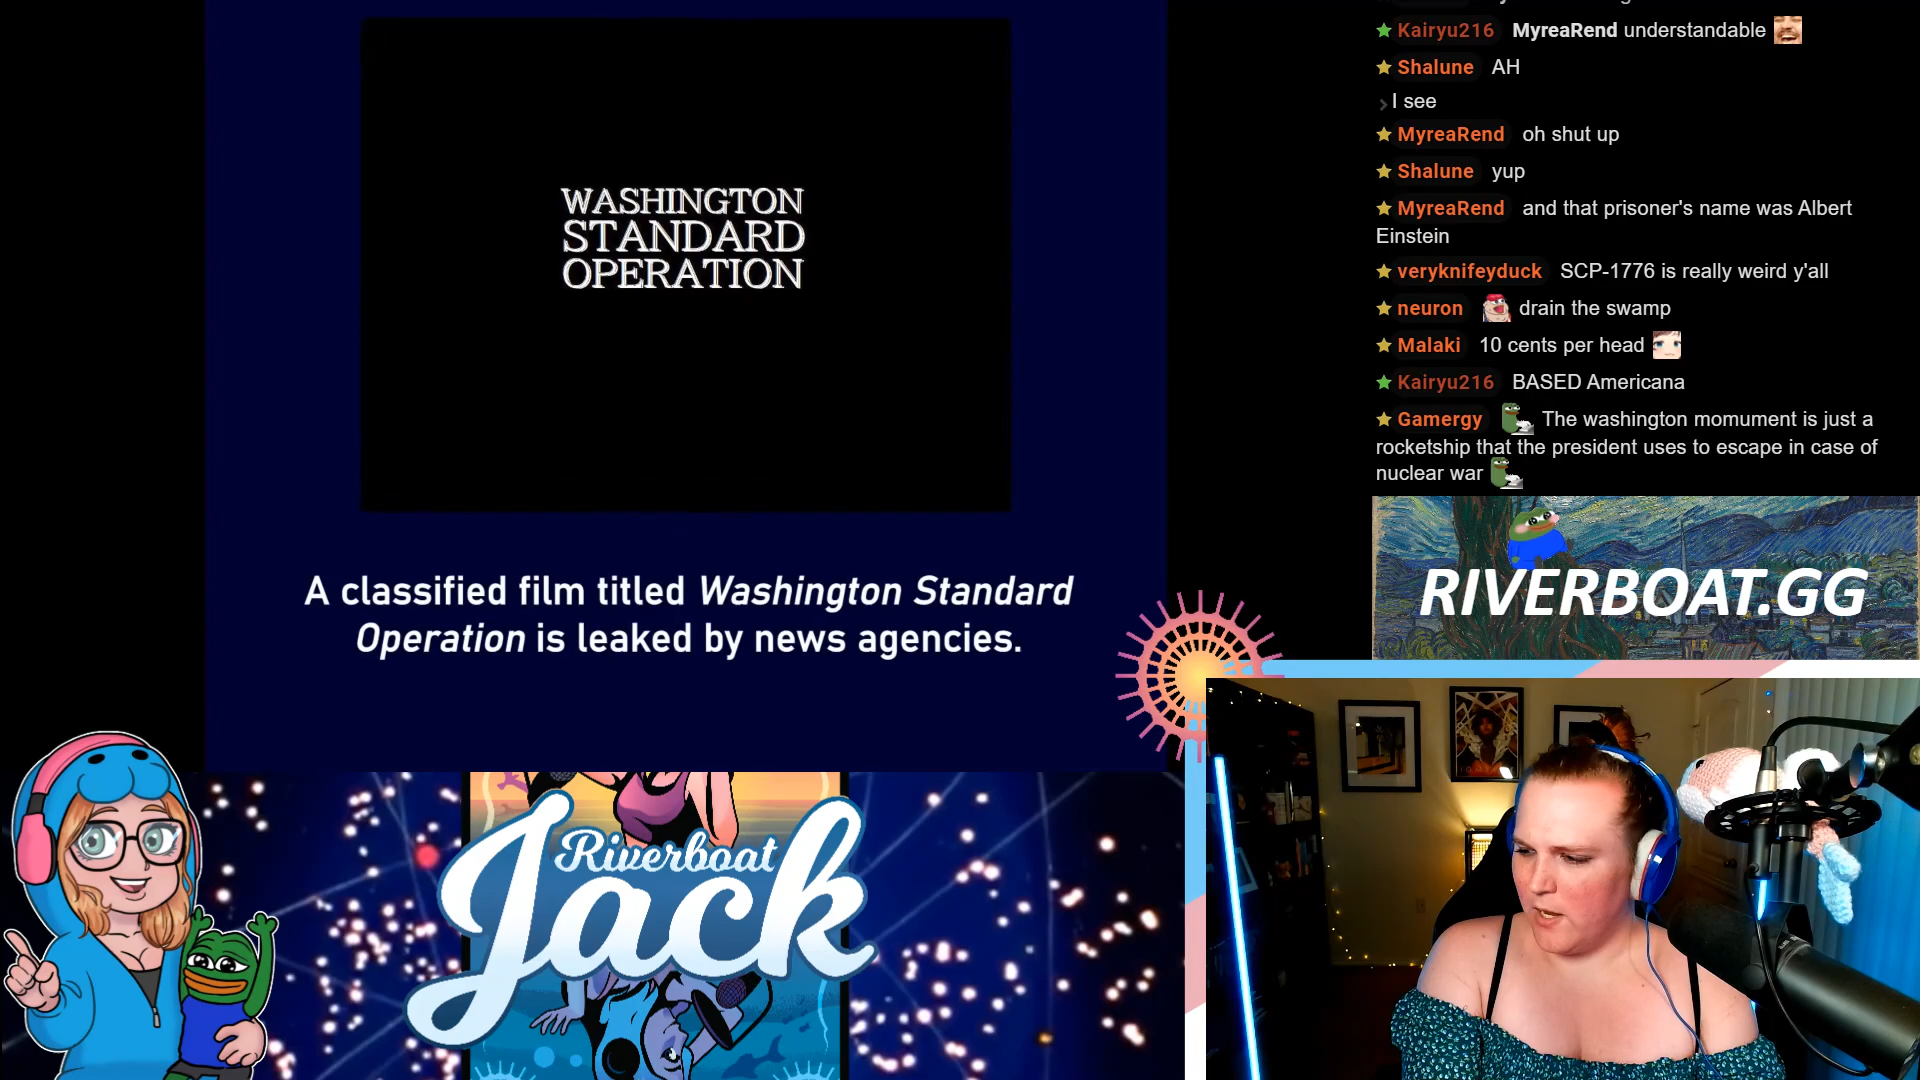 WASHINGTON
STANDARD
OPERATION
A classified film titled Washington Standard
Operation is leaked by news agencies.
Kairyu216 MyreaRend understandable
Shalune AH
I see
MyreaRend oh shut up
Shalune yup
MyreaRend and that prisoner's name was Albert
Einstein
veryknifeyduck SCP-1776 is really weird y'all
neuron drain the swamp
Malaki 10 cents per head
Kairyu216 BASED Americana
Gamergy The washington momument is just a
rocketship that the president uses to escape in case of
nuclear war
RIVERBOAT.GG
Riverboat
Jack